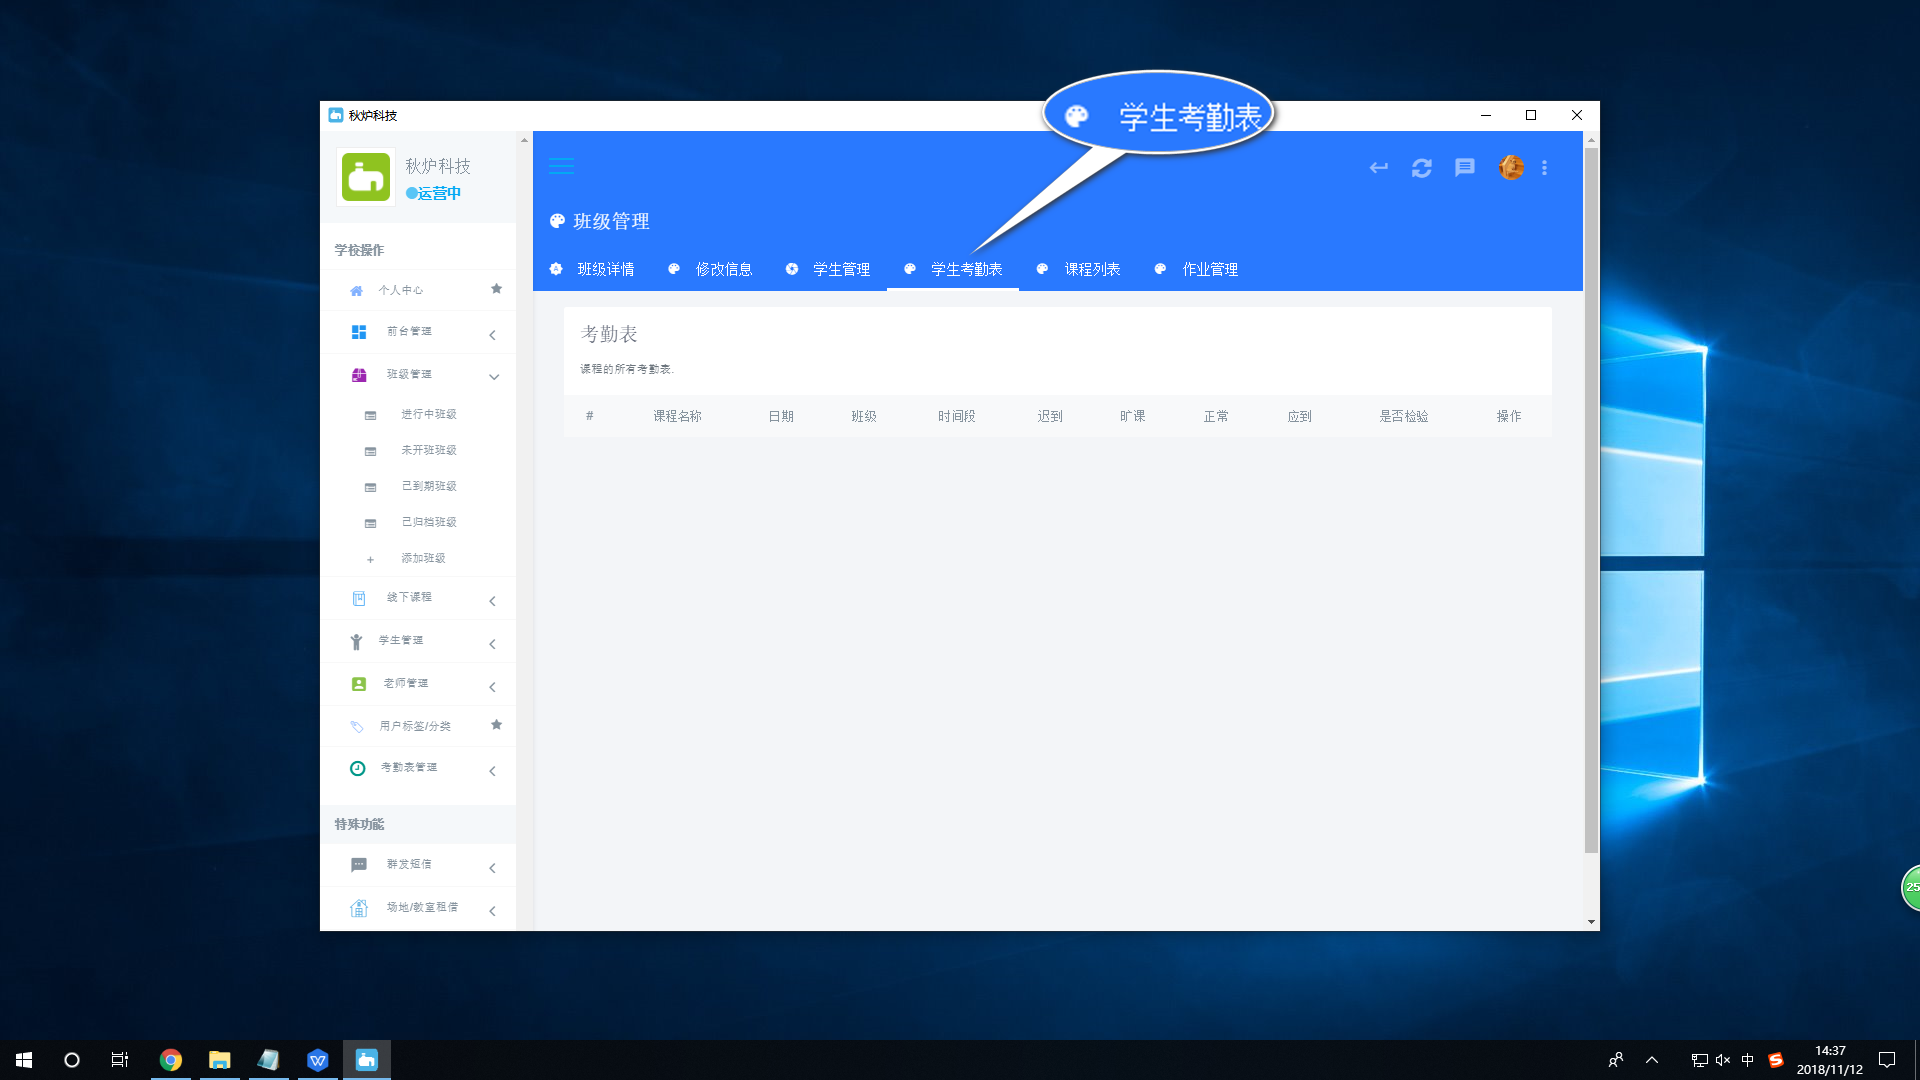 学生考勤表
秋炉科技
秋炉科技
运营中
学校操作
个人中心
前台管理
班级管理
进行中班级
未开班班级
已到期班级
已归档班级
添加班级
线下课程
学生管理
老师管理
用户标签/分类
考勤表管理
特殊功能
群发短信
场地/教室租借
班级管理
班级详情 修改信息 学生管理 学生考勤表 课程列表 作业管理
考勤表
课程的所有考勤表.
# 课程名称 日期 班级 时间段 迟到 旷课 正常 应到 是否检验 操作
25
中
14:37
2018/11/12